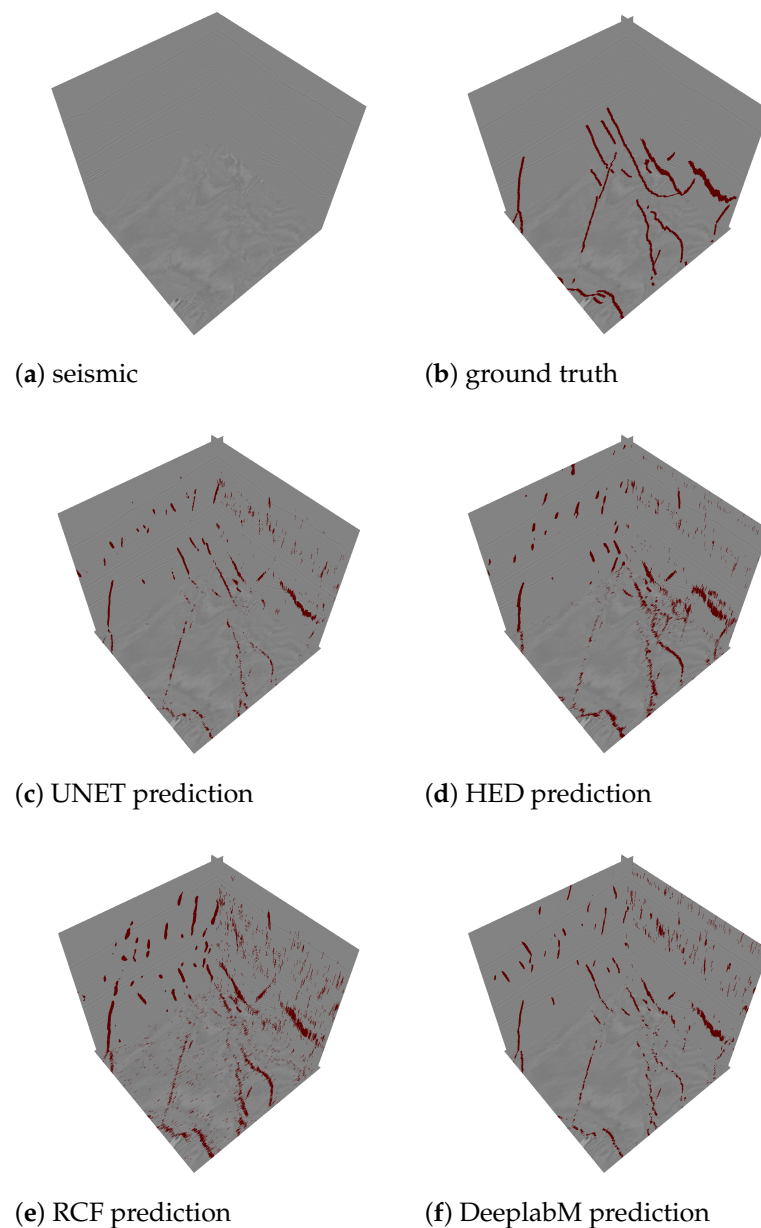 (a) seismic
(b) ground truth
(c) UNET prediction
(d) HED prediction
(e) RCF prediction
(f) DeeplabM prediction